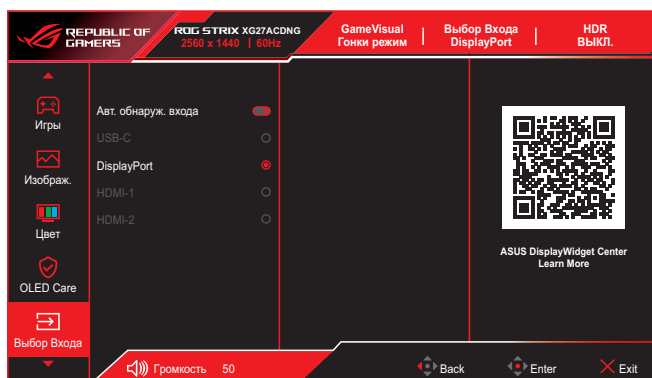 REPUBLIC OF
GAMERS
ROG STRIX XG27ACDNG
2560 x 1440 | 60Hz
GameVisual
Гонки режим
Выбор Входа
DisplayPort
HDR
ВЫКЛ.
Игры
Изображ.
Цвет
OLED Care
Выбор Входа
Авт. обнаруж. входа
USB-C
DisplayPort
HDMI-1
HDMI-2
ASUS DisplayWidget Center
Learn More
Громкость 50
Back
Enter
Exit